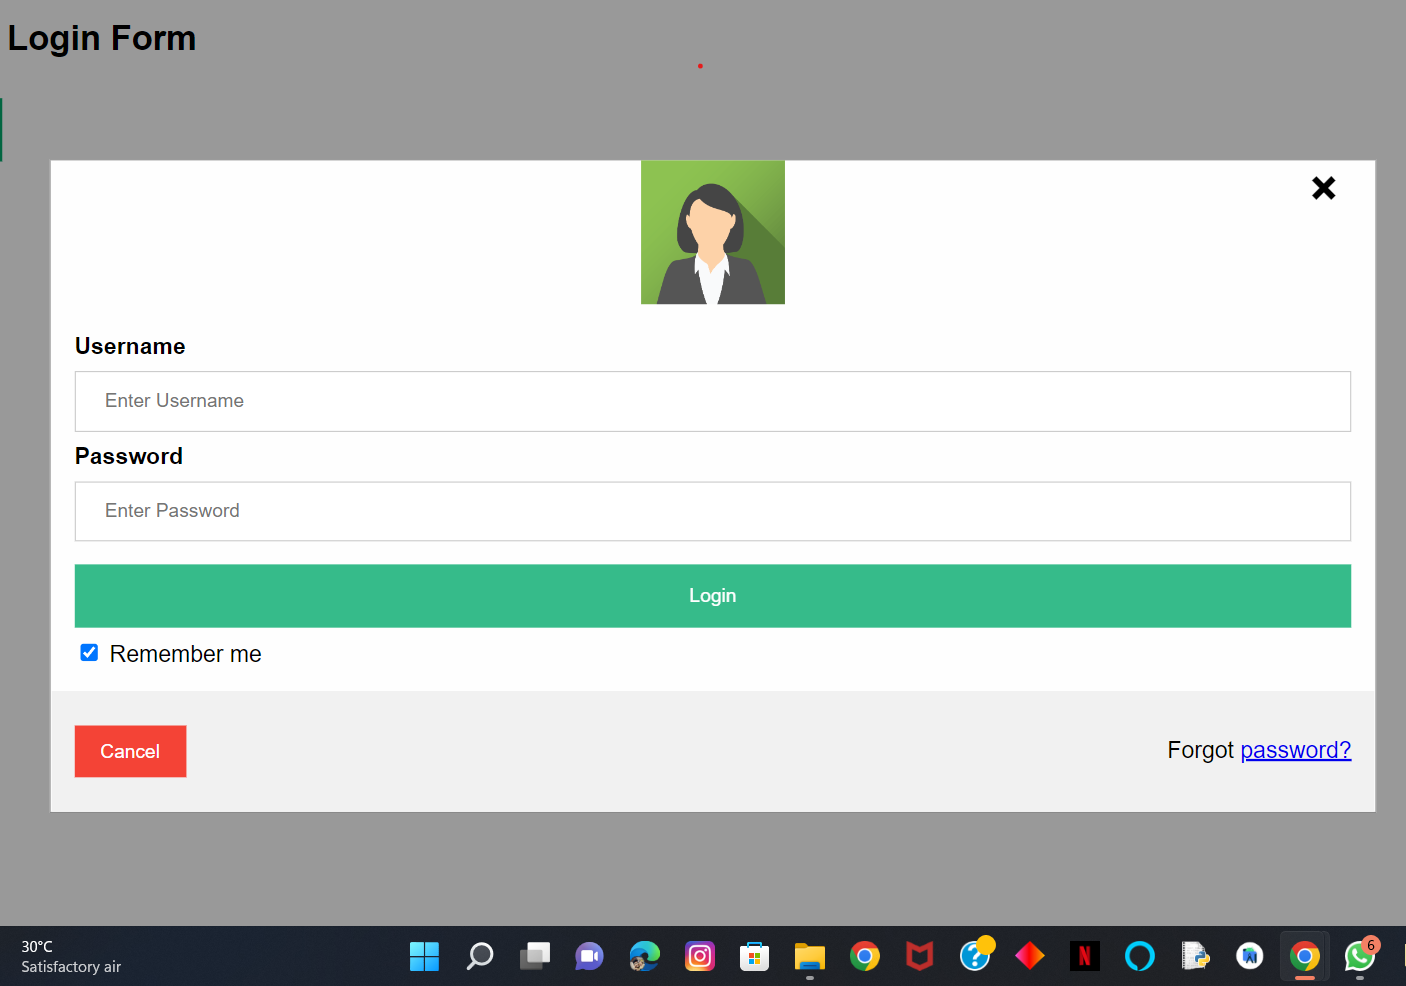 Login Form
Username
Enter Username
Password
Enter Password
Login
Remember me
Cancel
Forgot password?
30°C
Satisfactory air
6